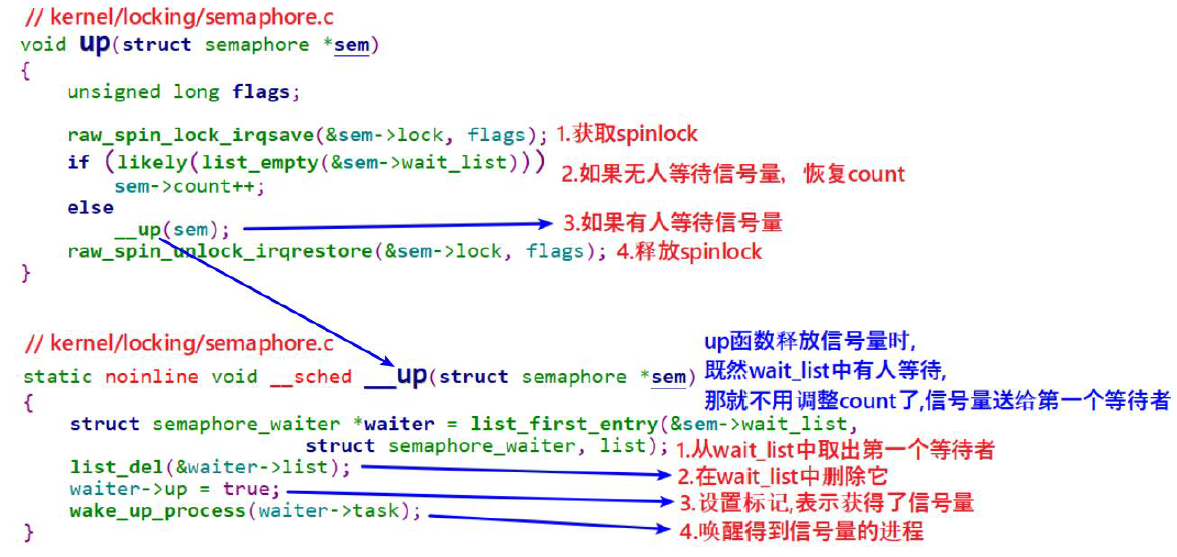 // kernel/locking/semaphore.c
void up(struct semaphore *sem)
{
unsigned long flags;
raw_spin_lock_irqsave(&sem->lock, flags); 1.获取spinlock
if (likely(list_empty(&sem->wait_list)))
2.如果无人等待信号量, 恢复count
sem->count++;
else
__up(sem); 3.如果有人等待信号量
raw_spin_unlock_irqrestore(&sem->lock, flags); 4.释放spinlock
}
// kernel/locking/semaphore.c
static noinline void __sched __up(struct semaphore *sem)
up函数释放信号量时,
既然wait_list中有人等待,
那就不用调整count了,信号量送给第一个等待者
{
struct semaphore_waiter *waiter = list_first_entry(&sem->wait_list,
struct semaphore_waiter, list); 1.从wait_list中取出第一个等待者
list_del(&waiter->list); 2.在wait_list中删除它
waiter->up = true; 3.设置标记,表示获得了信号量
wake_up_process(waiter->task); 4.唤醒得到信号量的进程
}